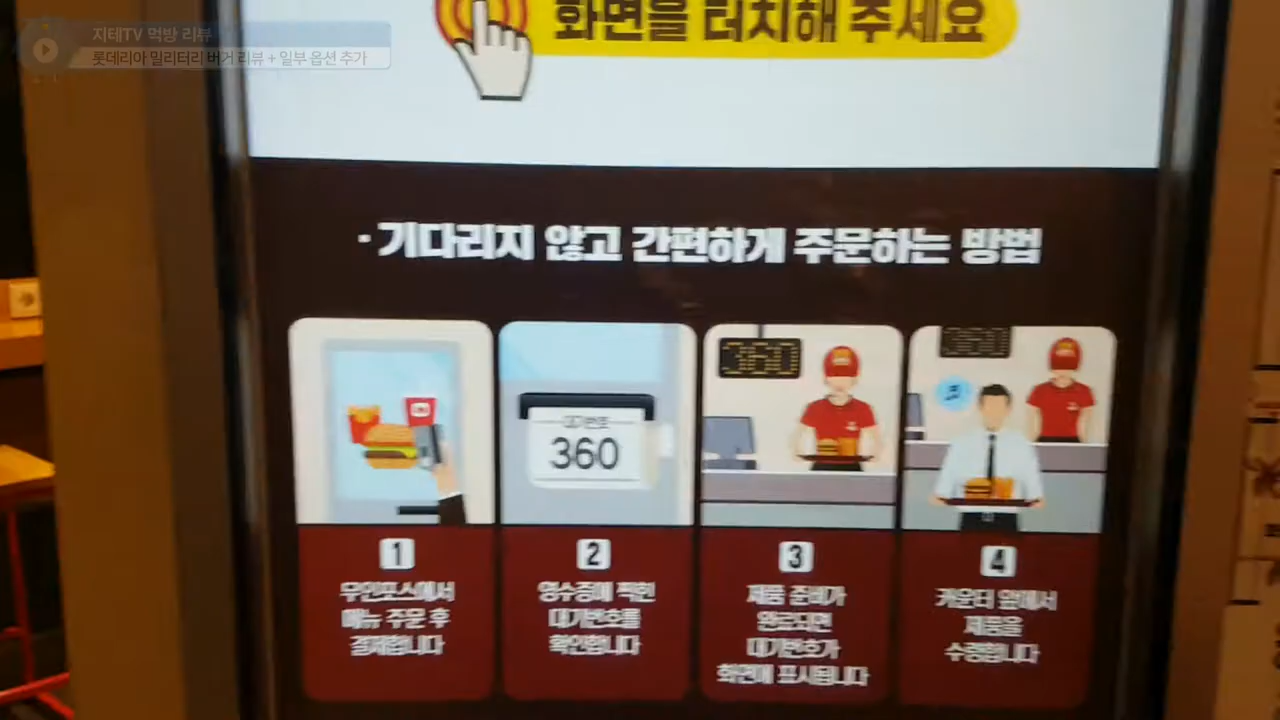 지테TV 먹방 리뷰
롯데리아 밀리터리 버거 리뷰 + 일부 옵션 추가
화면을 터치해 주세요
· 기다리지 않고 간편하게 주문하는 방법
360
대기번호
360
1
무인포스에서
메뉴 주문 후
결제합니다
2
영수증에 찍힌
대기번호를
확인합니다
3
제품 준비가
완료되면
대기번호가
화면에 표시됩니다
4
카운터 앞에서
제품을
수령합니다